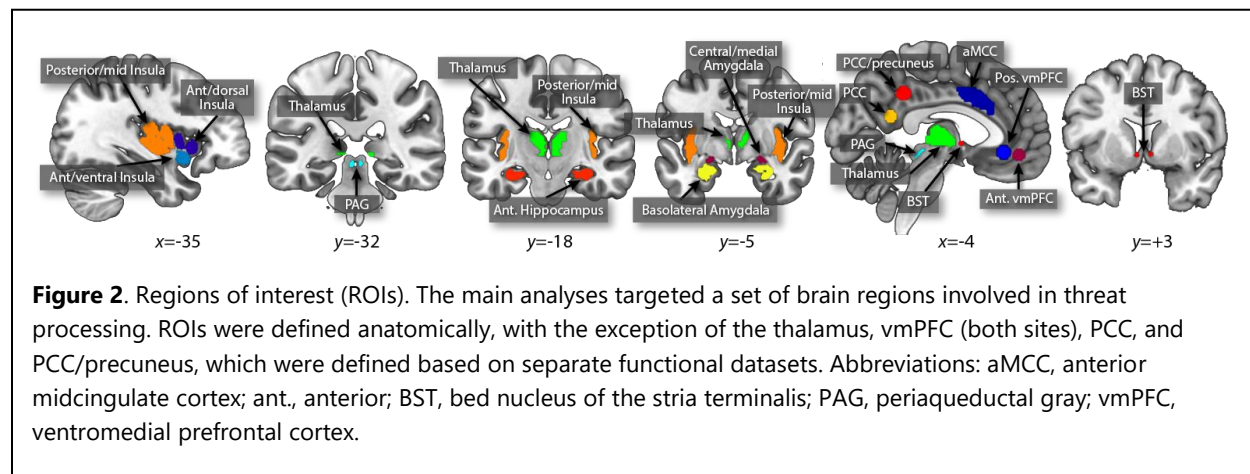 Posterior/mid Insula
Ant/dorsal
Insula
Ant/ventral Insula
x=-35
Thalamus
PAG
y=-32
Thalamus
Posterior/mid
Insula
Ant. Hippocampus
y=-18
Central/medial
Amygdala
Posterior/mid
Insula
Thalamus
Basolateral Amygdala
y=-5
PCC/precuneus
aMCC
Pos. vmPFC
PCC
PAG
Thalamus
BST
Ant. vmPFC
x=-4
BST
y=+3
Figure 2. Regions of interest (ROIs). The main analyses targeted a set of brain regions involved in threat
processing. ROIs were defined anatomically, with the exception of the thalamus, vmPFC (both sites), PCC, and
PCC/precuneus, which were defined based on separate functional datasets. Abbreviations: aMCC, anterior
midcingulate cortex; ant., anterior; BST, bed nucleus of the stria terminalis; PAG, periaqueductal gray; vmPFC,
ventromedial prefrontal cortex.